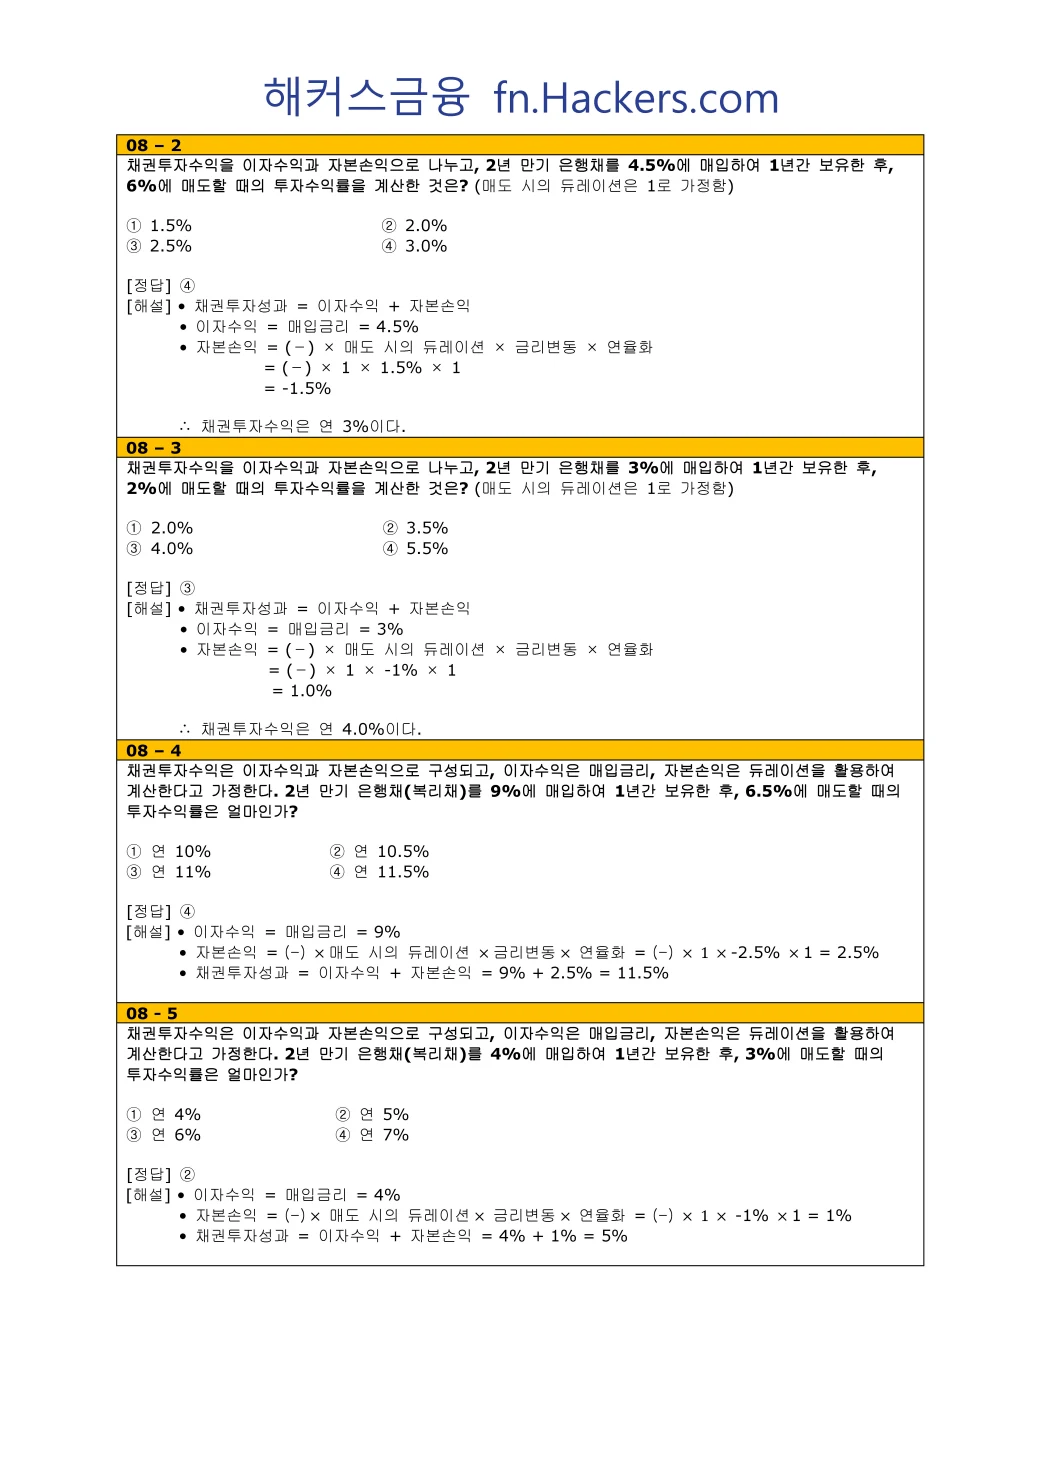 해커스금융 fn.Hackers.com
08 – 2
채권투자수익을 이자수익과 자본손익으로 나누고, 2년 만기 은행채를 4.5%에 매입하여 1년간 보유한 후,
6%에 매도할 때의 투자수익률을 계산한 것은? (매도 시의 듀레이션은 1로 가정함)
① 1.5% ② 2.0%
③ 2.5% ④ 3.0%
[정답] ④
[해설] • 채권투자성과 = 이자수익 + 자본손익
• 이자수익 = 매입금리 = 4.5%
• 자본손익 = (－) × 매도 시의 듀레이션 × 금리변동 × 연율화
= (－) × 1 × 1.5% × 1
= -1.5%
∴ 채권투자수익은 연 3%이다.
08 – 3
채권투자수익을 이자수익과 자본손익으로 나누고, 2년 만기 은행채를 3%에 매입하여 1년간 보유한 후,
2%에 매도할 때의 투자수익률을 계산한 것은? (매도 시의 듀레이션은 1로 가정함)
① 2.0% ② 3.5%
③ 4.0% ④ 5.5%
[정답] ③
[해설] • 채권투자성과 = 이자수익 + 자본손익
• 이자수익 = 매입금리 = 3%
• 자본손익 = (－) × 매도 시의 듀레이션 × 금리변동 × 연율화
= (－) × 1 × -1% × 1
= 1.0%
∴ 채권투자수익은 연 4.0%이다.
08 – 4
채권투자수익은 이자수익과 자본손익으로 구성되고, 이자수익은 매입금리, 자본손익은 듀레이션을 활용하여
계산한다고 가정한다. 2년 만기 은행채(복리채)를 9%에 매입하여 1년간 보유한 후, 6.5%에 매도할 때의
투자수익률은 얼마인가?
① 연 10% ② 연 10.5%
③ 연 11% ④ 연 11.5%
[정답] ④
[해설] • 이자수익 = 매입금리 = 9%
• 자본손익 = (−) × 매도 시의 듀레이션 × 금리변동 × 연율화 = (−) × 1 × -2.5% × 1 = 2.5%
• 채권투자성과 = 이자수익 + 자본손익 = 9% + 2.5% = 11.5%
08 - 5
채권투자수익은 이자수익과 자본손익으로 구성되고, 이자수익은 매입금리, 자본손익은 듀레이션을 활용하여
계산한다고 가정한다. 2년 만기 은행채(복리채)를 4%에 매입하여 1년간 보유한 후, 3%에 매도할 때의
투자수익률은 얼마인가?
① 연 4% ② 연 5%
③ 연 6% ④ 연 7%
[정답] ②
[해설] • 이자수익 = 매입금리 = 4%
• 자본손익 = (−) × 매도 시의 듀레이션 × 금리변동 × 연율화 = (−) × 1 × -1% × 1 = 1%
• 채권투자성과 = 이자수익 + 자본손익 = 4% + 1% = 5%